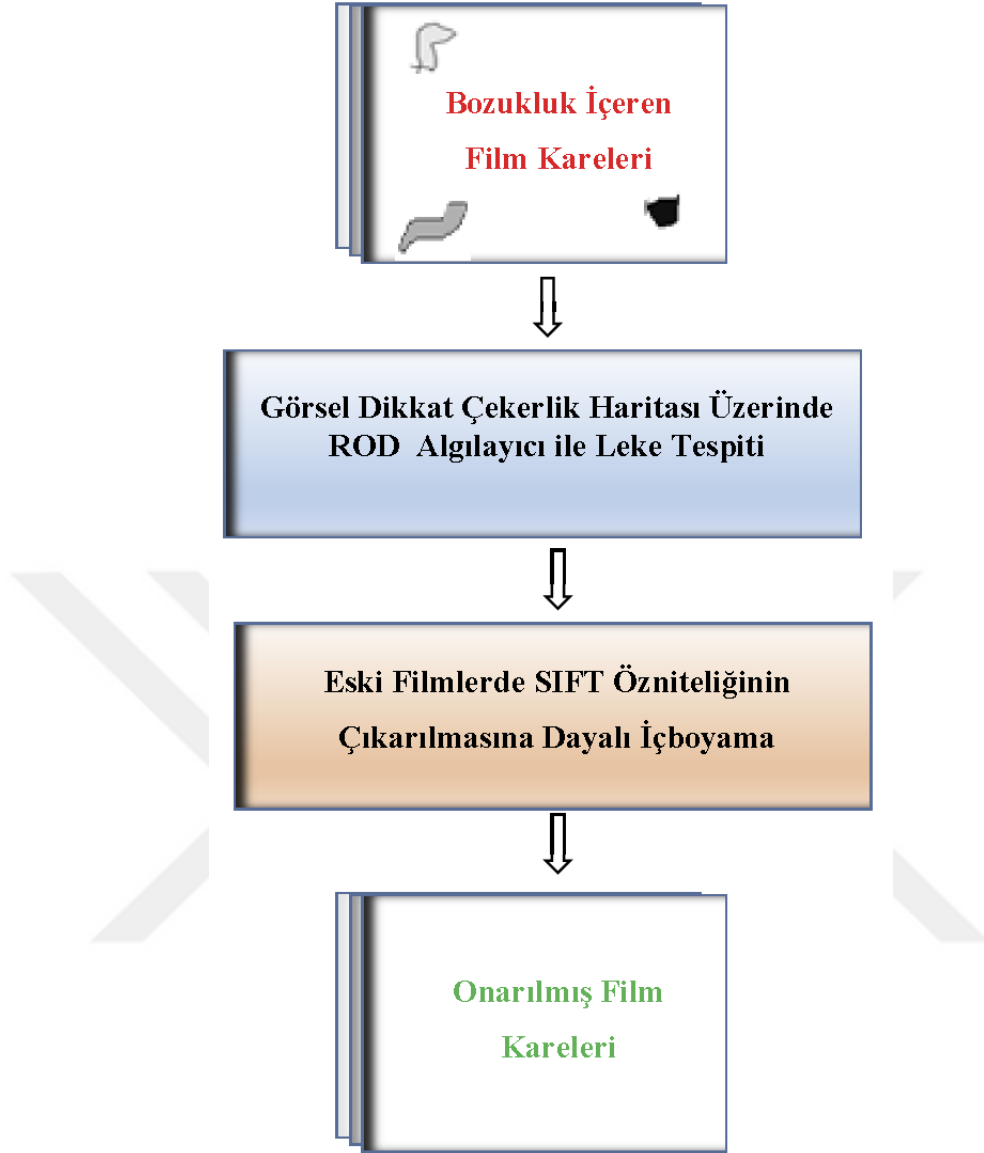 Bozukluk İçeren
Film Kareleri
Görsel Dikkat Çekerlik Haritası Üzerinde
ROD Algılayıcı ile Leke Tespiti
Eski Filmlerde SIFT Özniteliğinin
Çıkarılmasına Dayalı İçboyama
Onarılmış Film
Kareleri